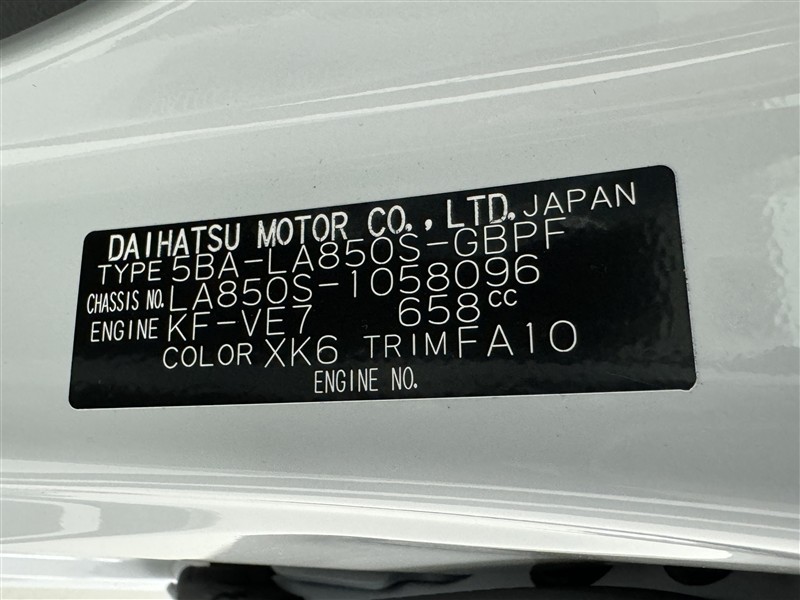 DAIHATSU MOTOR CO., LTD. JAPAN
TYPE 5BA-LA850S-GBPF
CHASSIS NO. LA850S-1058096
ENGINE KF-VE7 658cc
COLOR XK6 TRIM FA10
ENGINE NO.